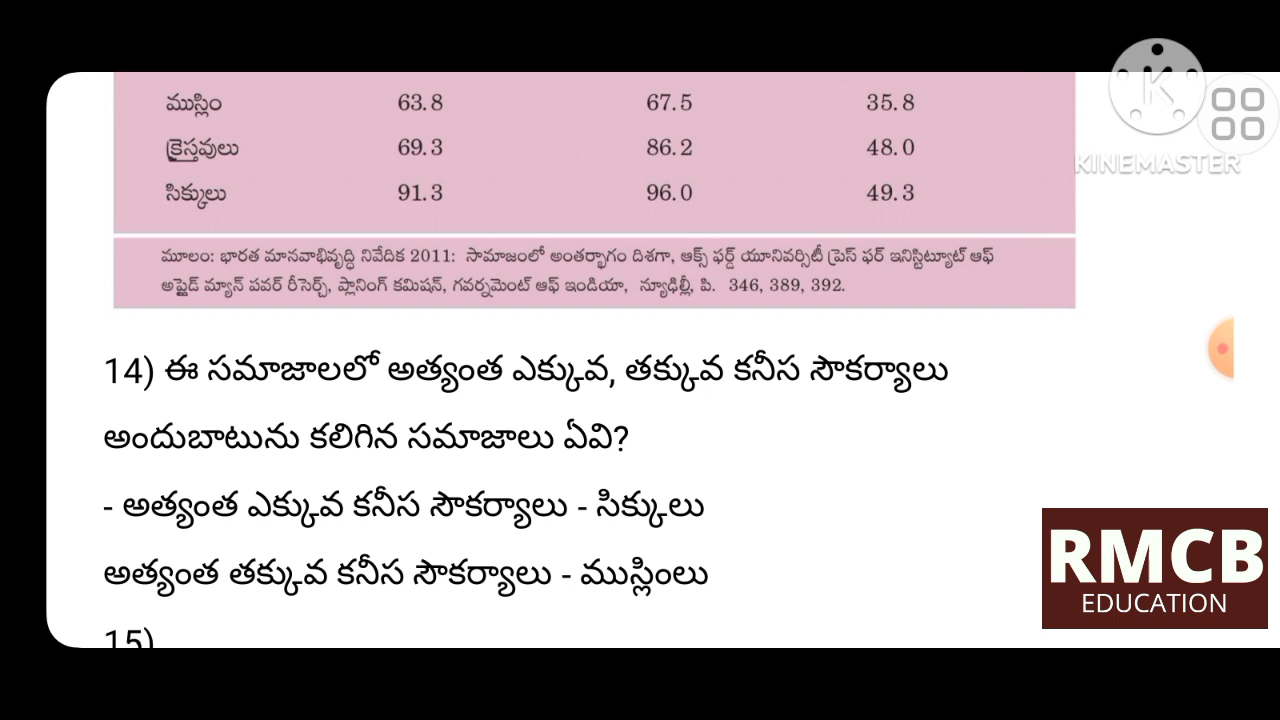 ముస్లిం 63.8 67.5 35.8
క్రైస్తవులు 69.3 86.2 48.0
సిక్కులు 91.3 96.0 49.3
మూలం: భారత మానవాభివృద్ధి నివేదిక 2011: సామాజంలో అంతర్భాగం దిశగా, ఆక్స్ ఫర్డ్ యూనివర్సిటీ ప్రెస్ ఫర్ ఇనిస్టిట్యూట్ ఆఫ్
అప్లైడ్ మ్యాన్ పవర్ రీసెర్చ్, ప్లానింగ్ కమిషన్, గవర్నమెంట్ ఆఫ్ ఇండియా, న్యూఢిల్లీ, పి. 346, 389, 392.
14) ఈ సమాజాలలో అత్యంత ఎక్కువ, తక్కువ కనీస సౌకర్యాలు
అందుబాటును కలిగిన సమాజాలు ఏవి?
- అత్యంత ఎక్కువ కనీస సౌకర్యాలు - సిక్కులు
అత్యంత తక్కువ కనీస సౌకర్యాలు - ముస్లింలు
15)
K
KINEMASTER
RMCB
EDUCATION